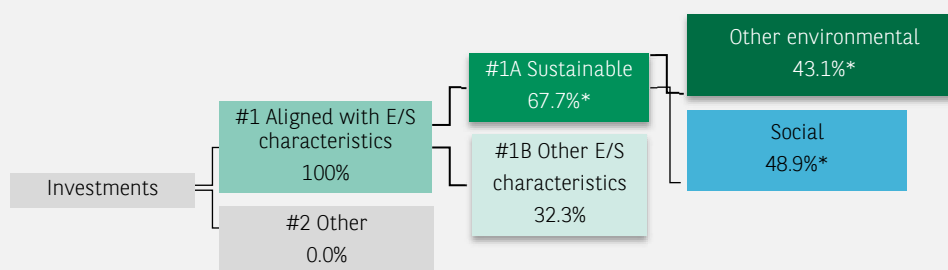 Investments
#1 Aligned with E/S
characteristics
100%
#2 Other
0.0%
#1A Sustainable
67.7%*
#1B Other E/S
characteristics
32.3%
Other environmental
43.1%*
Social
48.9%*